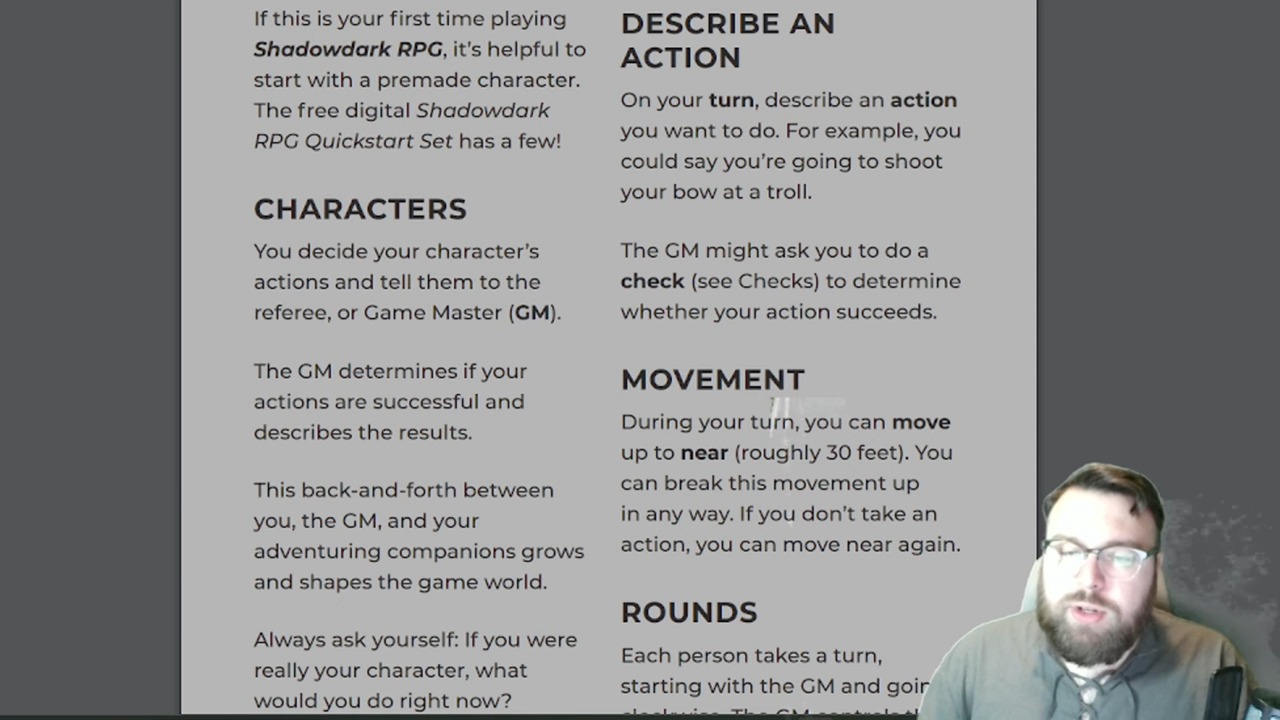 If this is your first time playing
Shadowdark RPG, it's helpful to
start with a premade character.
The free digital Shadowdark
RPG Quickstart Set has a few!
CHARACTERS
You decide your character's
actions and tell them to the
referee, or Game Master (GM).
The GM determines if your
actions are successful and
describes the results.
This back-and-forth between
you, the GM, and your
adventuring companions grows
and shapes the game world.
Always ask yourself: If you were
really your character, what
would you do right now?
DESCRIBE AN
ACTION
On your turn, describe an action
you want to do. For example, you
could say you're going to shoot
your bow at a troll.
The GM might ask you to do a
check (see Checks) to determine
whether your action succeeds.
MOVEMENT
During your turn, you can move
up to near (roughly 30 feet). You
can break this movement up
in any way. If you don't take an
action, you can move near again.
ROUNDS
Each person takes a turn,
starting with the GM and goin